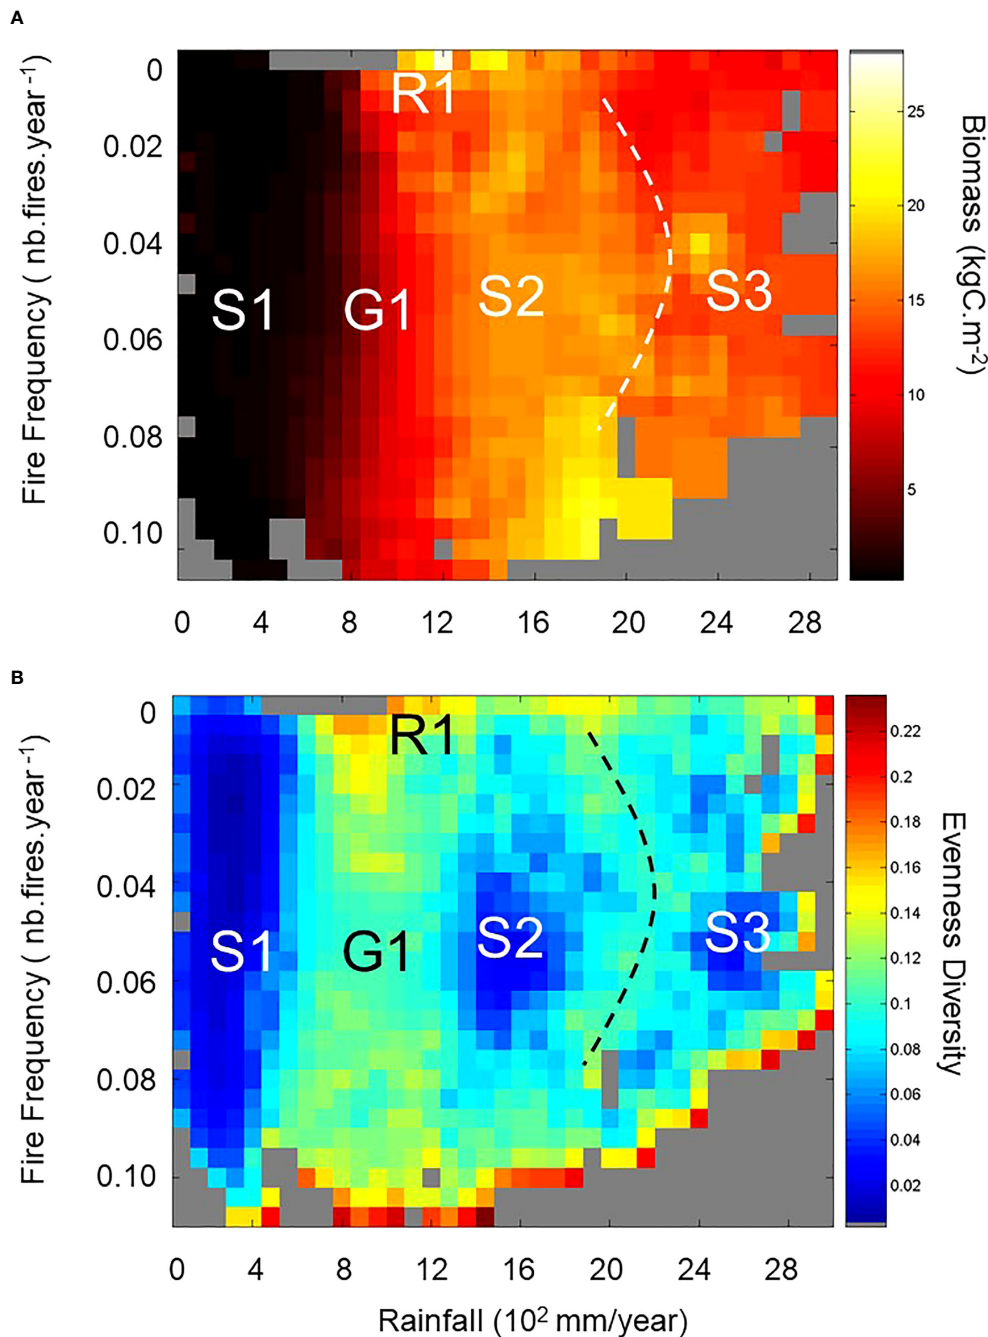 A
Fire Frequency ( nb.fires.year⁻¹)
0
0.02
0.04
0.06
0.08
0.10
R1
S1
G1
S2
S3
0 4 8 12 16 20 24 28
25
20
15
10
5
Biomass (kgC.m⁻²)
B
Fire Frequency ( nb.fires.year⁻¹)
0
0.02
0.04
0.06
0.08
0.10
R1
S1
G1
S2
S3
0 4 8 12 16 20 24 28
Rainfall (10² mm/year)
0.22
0.2
0.18
0.16
0.14
0.12
0.1
0.08
0.06
0.04
0.02
Evenness Diversity